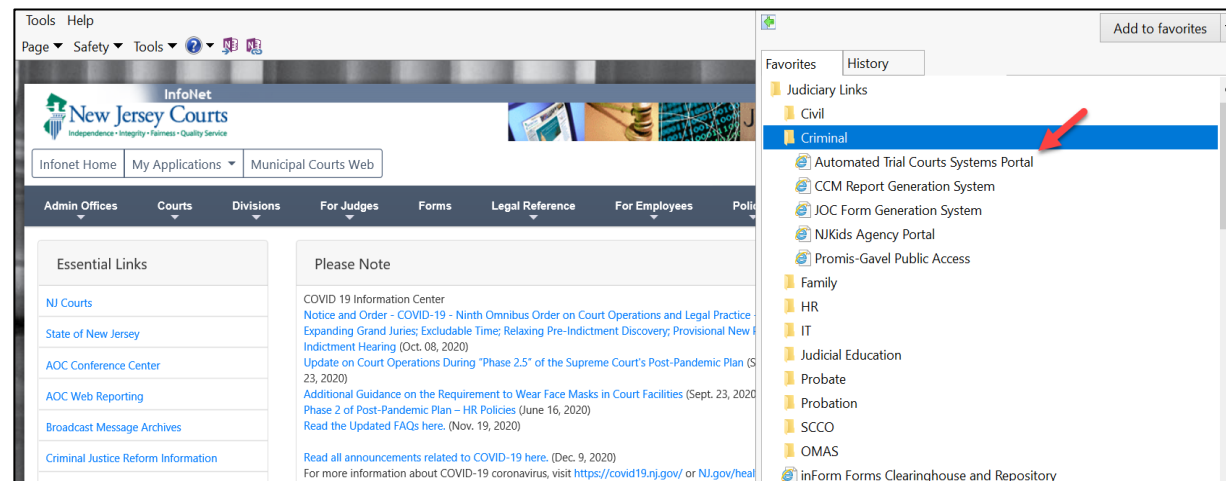 Tools Help
Page Safety Tools
InfoNet
New Jersey Courts
Independence • Integrity • Fairness • Quality Service
Infonet Home My Applications Municipal Courts Web
Admin Offices Courts Divisions For Judges Forms Legal Reference For Employees
Essential Links
NJ Courts
State of New Jersey
AOC Conference Center
AOC Web Reporting
Broadcast Message Archives
Criminal Justice Reform Information
Please Note
COVID 19 Information Center
Notice and Order - COVID-19 - Ninth Omnibus Order on Court Operations and Legal Practice -
Expanding Grand Juries; Excludable Time; Relaxing Pre-Indictment Discovery; Provisional New
Indictment Hearing (Oct. 08, 2020)
Update on Court Operations During "Phase 2.5" of the Supreme Court's Post-Pandemic Plan (S
23, 2020)
Additional Guidance on the Requirement to Wear Face Masks in Court Facilities (Sept. 23, 2020
Phase 2 of Post-Pandemic Plan – HR Policies (June 16, 2020)
Read the Updated FAQs here. (Nov. 19, 2020)
Read all announcements related to COVID-19 here. (Dec. 9, 2020)
For more information about COVID-19 coronavirus, visit https://covid19.nj.gov/ or NJ.gov/heal
Add to favorites
Favorites History
Judiciary Links
Civil
Criminal
Automated Trial Courts Systems Portal
CCM Report Generation System
JOC Form Generation System
NJKids Agency Portal
Promis-Gavel Public Access
Family
HR
IT
Judicial Education
Probate
Probation
SCCO
OMAS
inForm Forms Clearinghouse and Repository